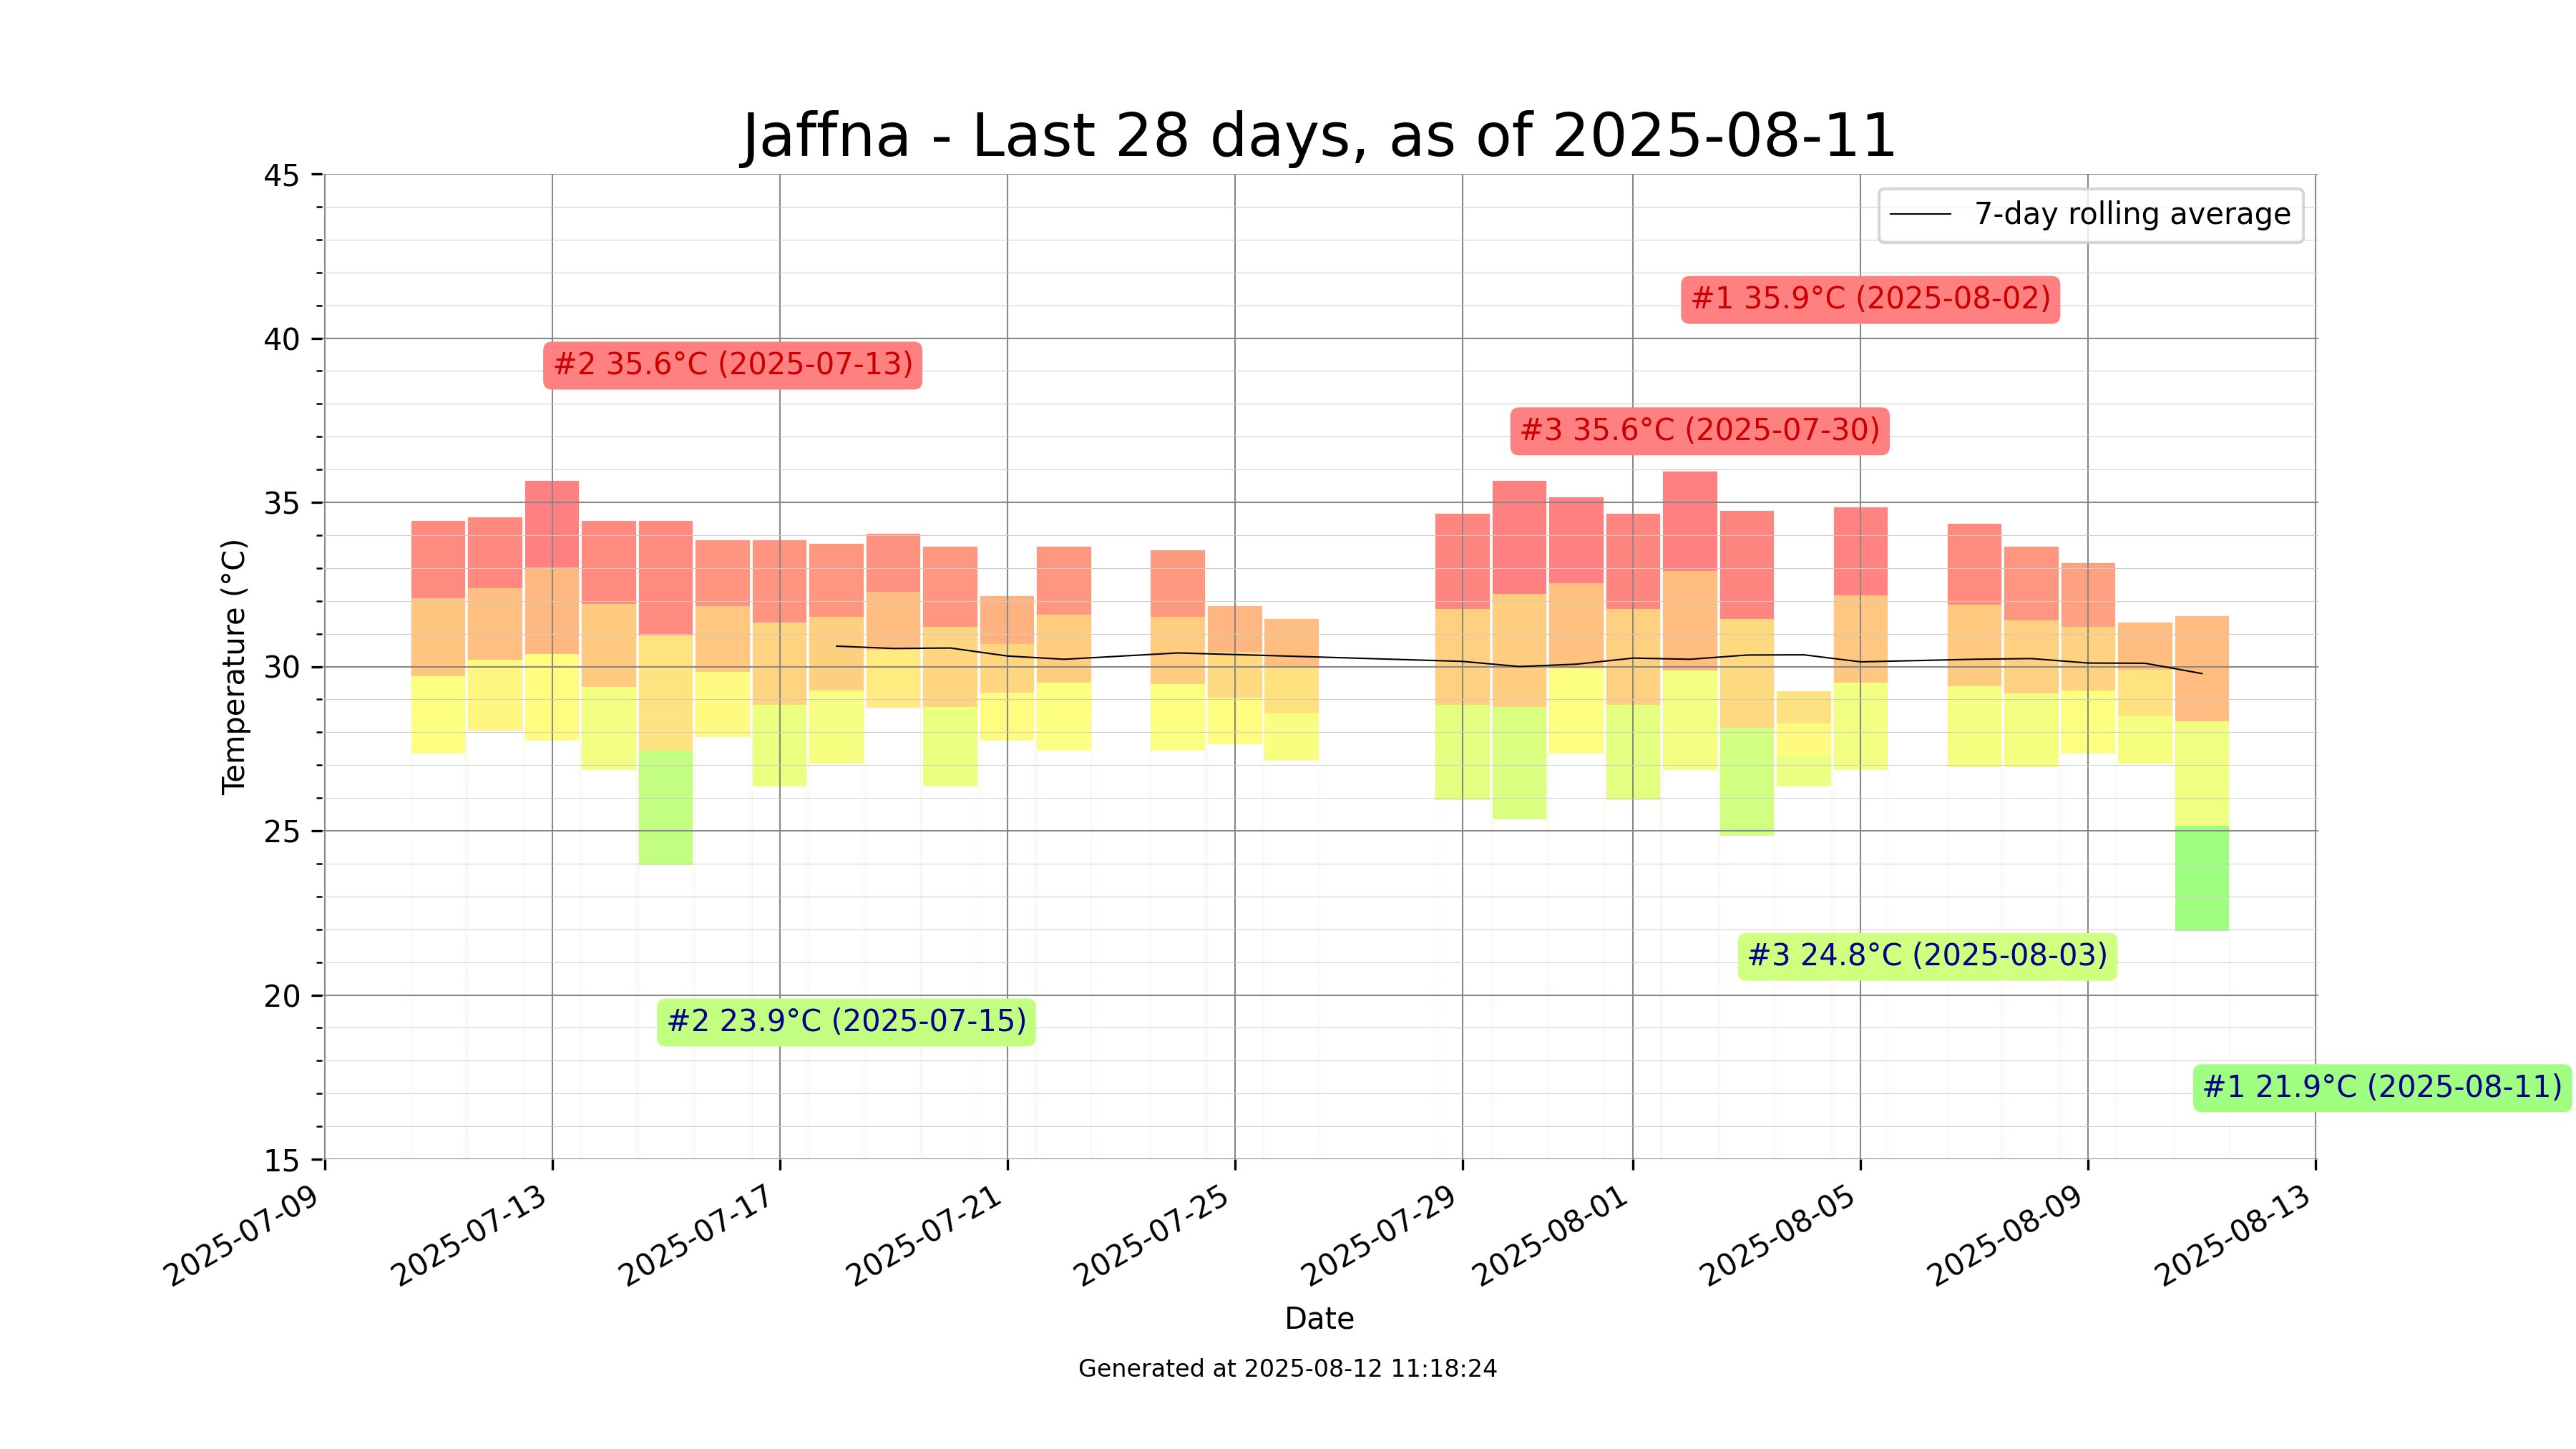 Jaffna - Last 28 days, as of 2025-08-11
45
7-day rolling average
#1 35.9°C (2025-08-02)
40
#2 35.6°C (2025-07-13)
#3 35.6°C (2025-07-30)
35
Temperature (°C)
30
25
#3 24.8°C (2025-08-03)
20
#2 23.9°C (2025-07-15)
#1 21.9°C (2025-08-11)
15
2025-07-09
2025-07-13
2025-07-17
2025-07-21
2025-07-25
2025-07-29
2025-08-01
2025-08-05
2025-08-09
2025-08-13
Date
Generated at 2025-08-12 11:18:24